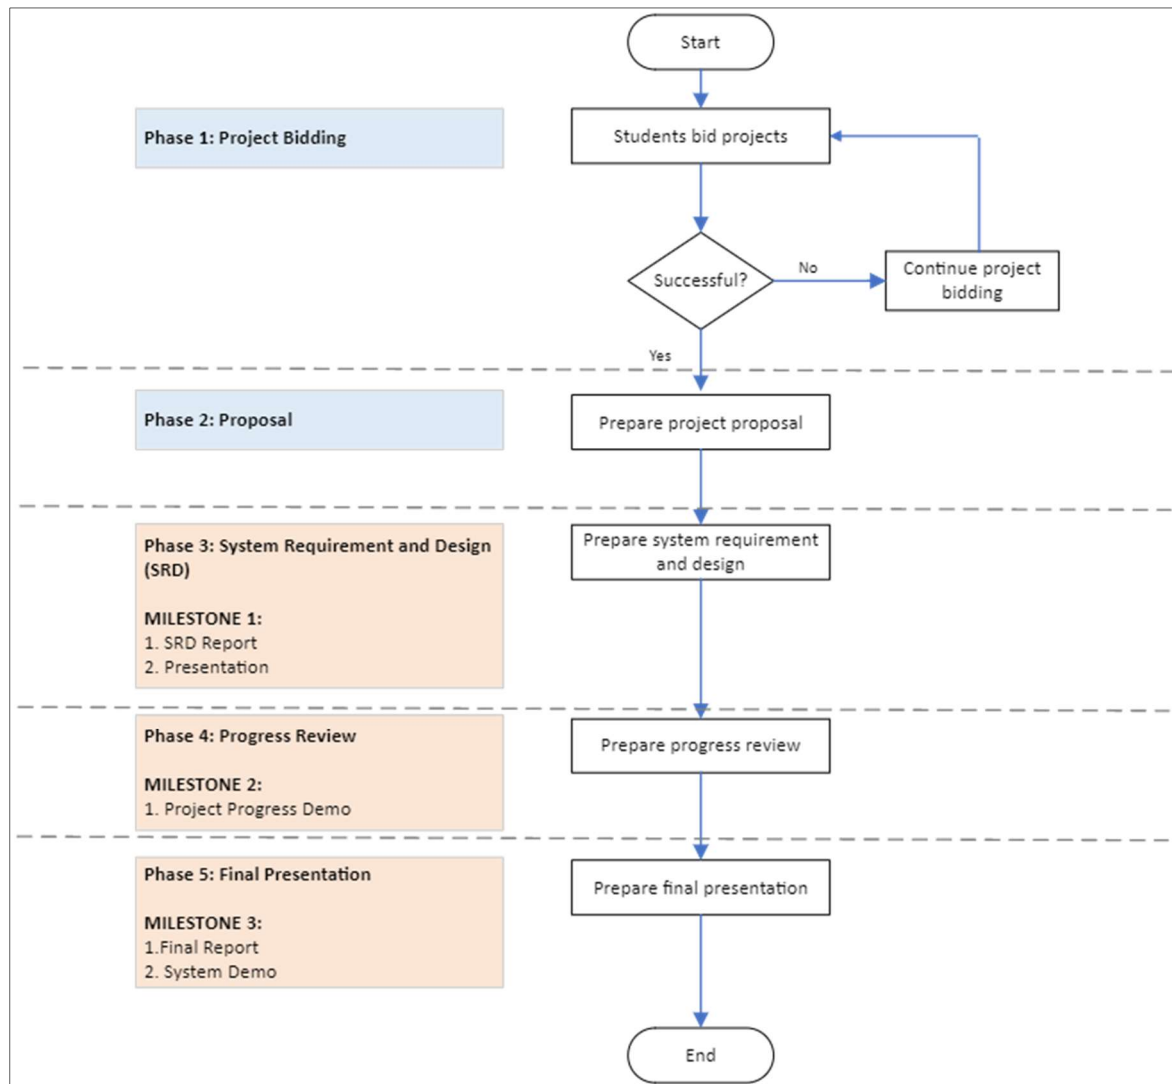 Start
Phase 1: Project Bidding
Students bid projects
Successful?
No
Continue project
bidding
Yes
Phase 2: Proposal
Prepare project proposal
Phase 3: System Requirement and Design
(SRD)
MILESTONE 1:
1. SRD Report
2. Presentation
Prepare system requirement
and design
Phase 4: Progress Review
MILESTONE 2:
1. Project Progress Demo
Prepare progress review
Phase 5: Final Presentation
MILESTONE 3:
1.Final Report
2. System Demo
Prepare final presentation
End